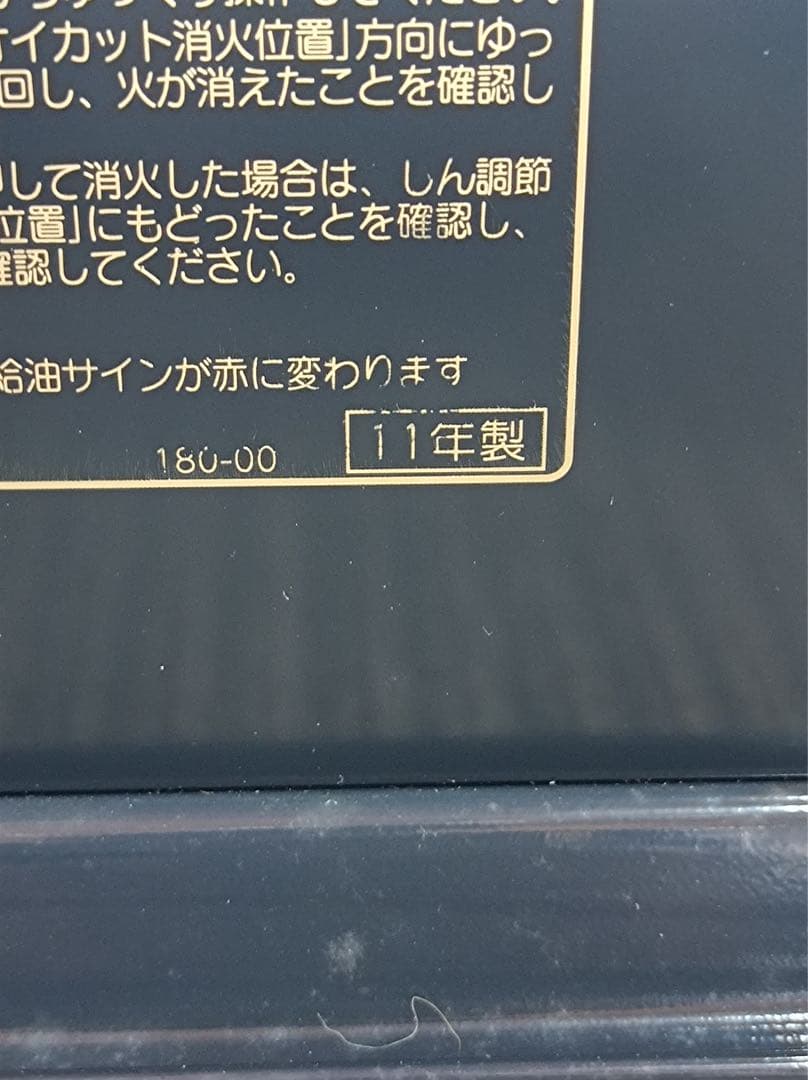 オイカット消火位置」方向にゆっ
回し、火が消えたことを確認し
して消火した場合は、しん調節
位置」にもどったことを確認し、
確認してください。
給油サインが赤に変わります
180-00
11年製